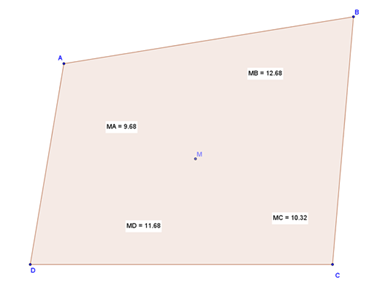 B
A
MB = 12.68
MA = 9.68
M
MC = 10.32
MD = 11.68
D
C